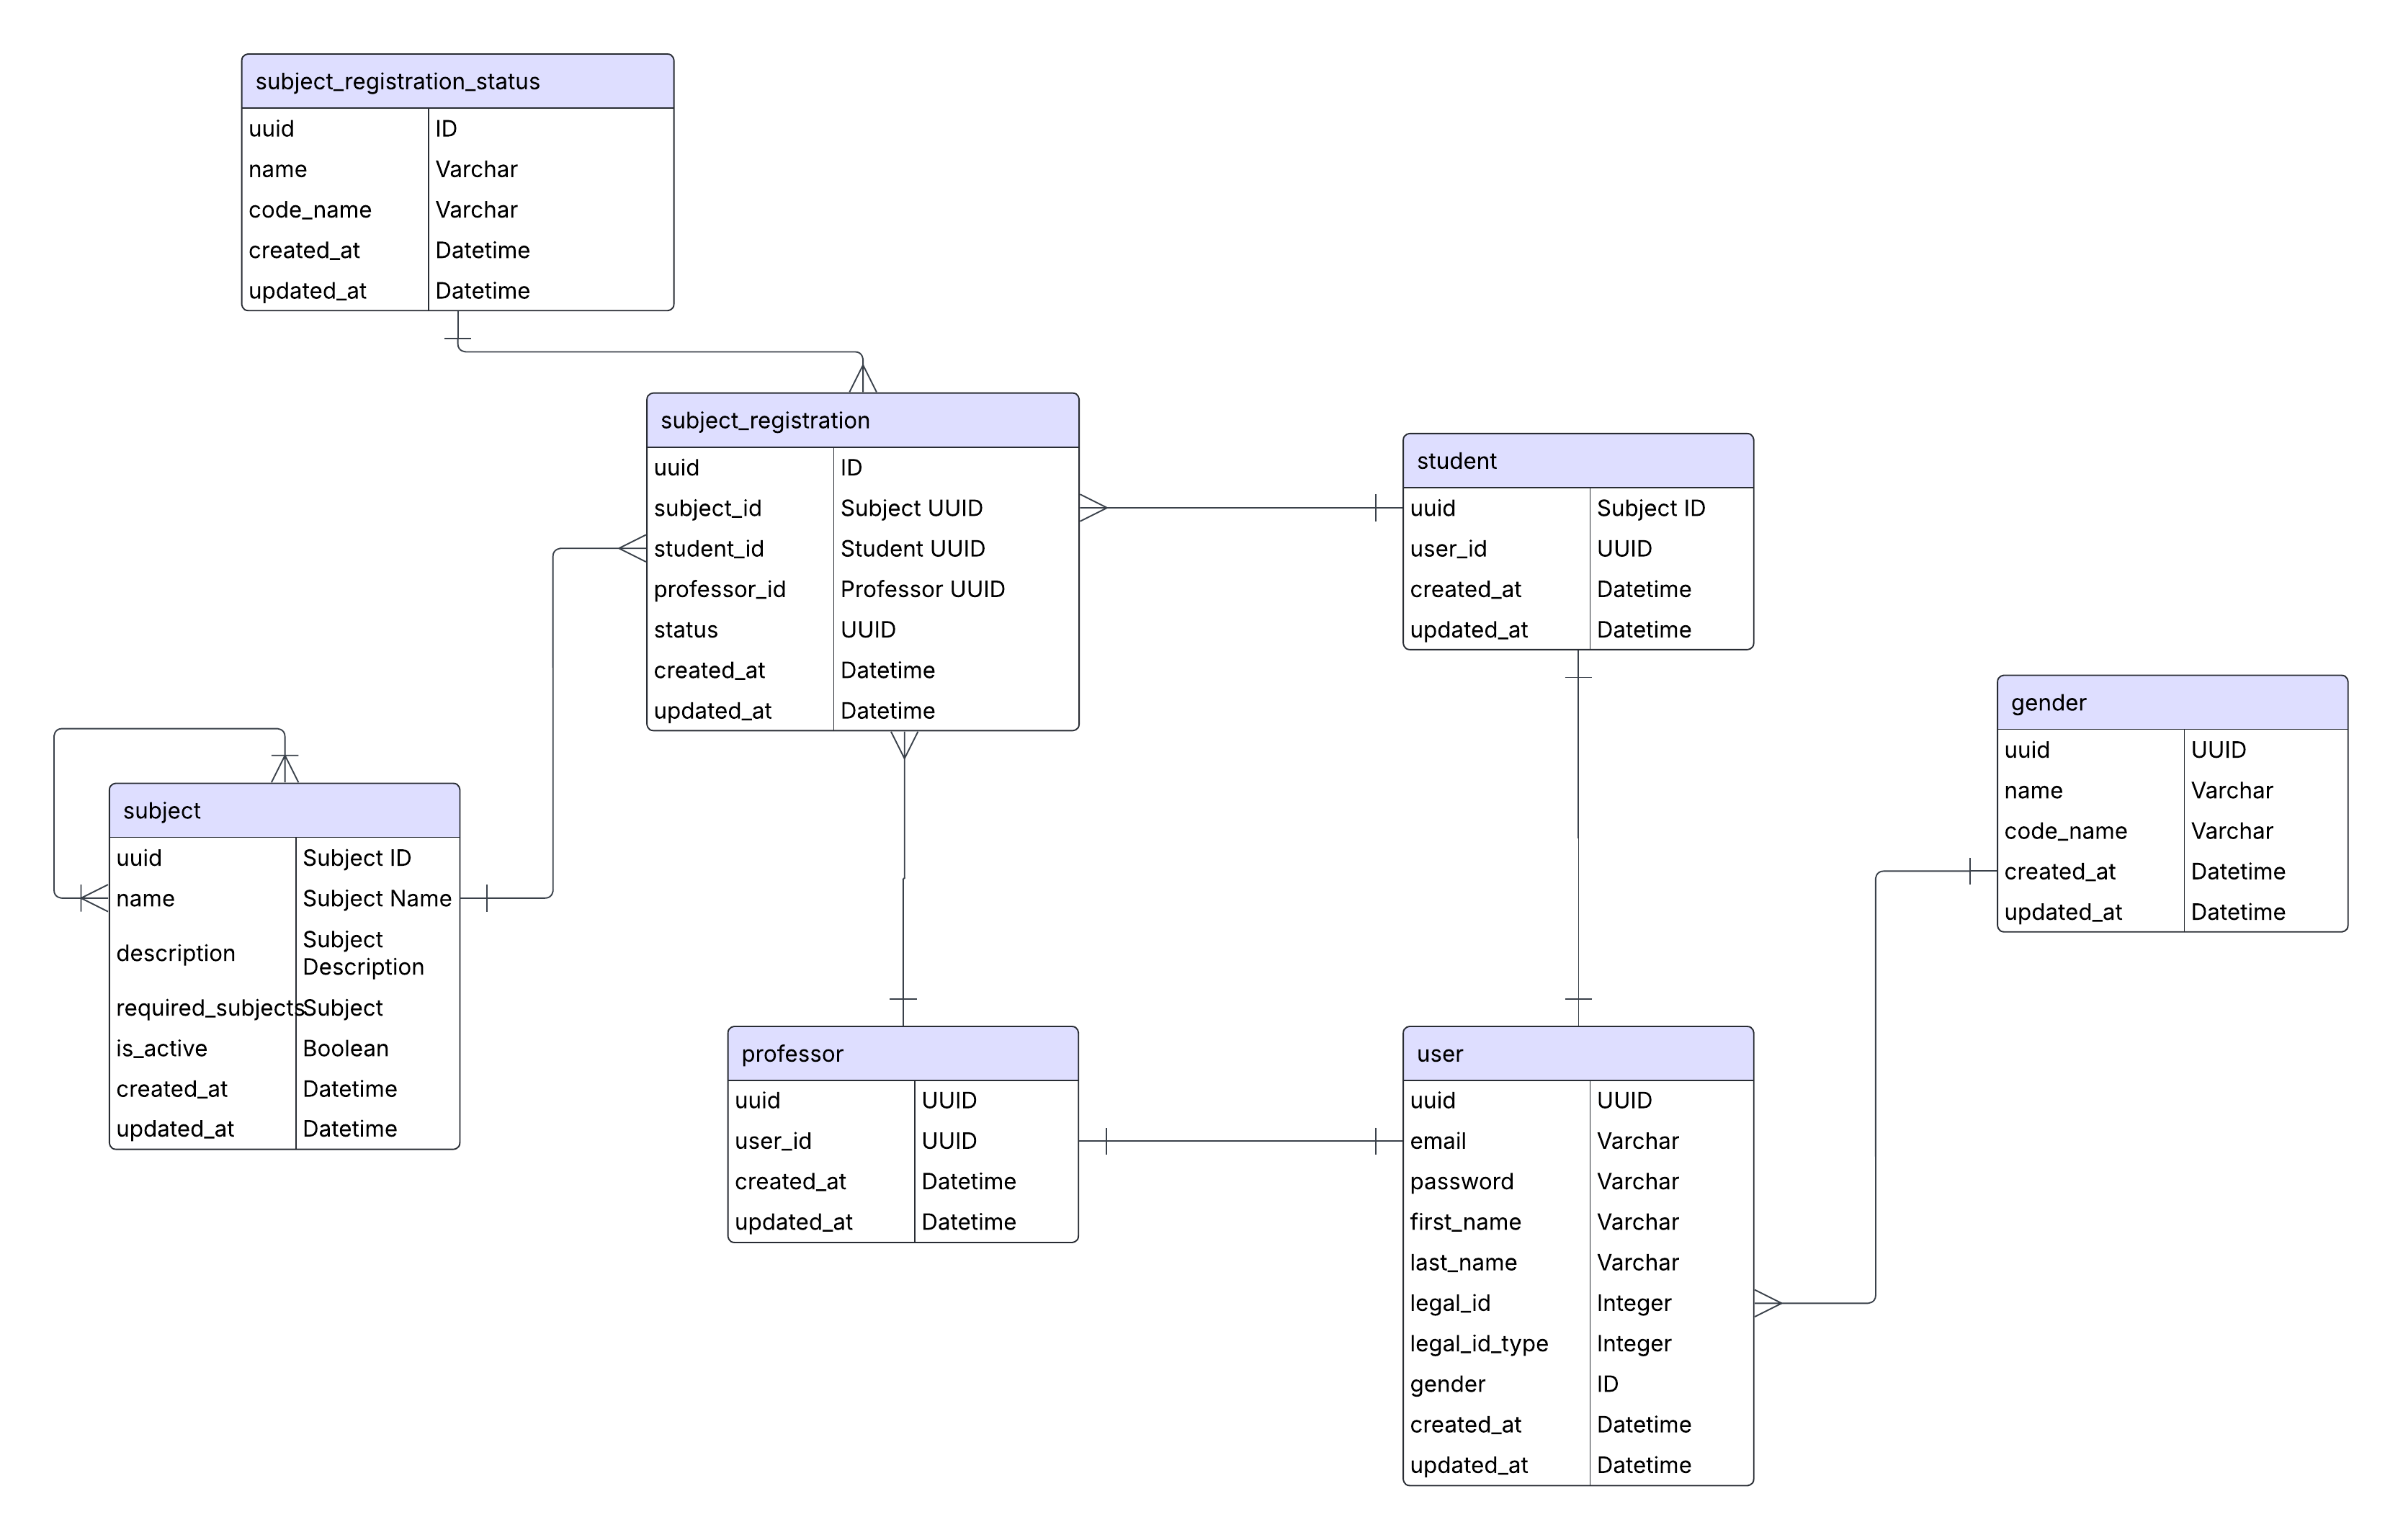 subject_registration_status
uuid ID
name Varchar
code_name Varchar
created_at Datetime
updated_at Datetime
subject_registration
uuid ID
subject_id Subject UUID
student_id Student UUID
professor_id Professor UUID
status UUID
created_at Datetime
updated_at Datetime
student
uuid Subject ID
user_id UUID
created_at Datetime
updated_at Datetime
gender
uuid UUID
name Varchar
code_name Varchar
created_at Datetime
updated_at Datetime
subject
uuid Subject ID
name Subject Name
description Subject
Description
required_subjects Subject
is_active Boolean
created_at Datetime
updated_at Datetime
professor
uuid UUID
user_id UUID
created_at Datetime
updated_at Datetime
user
uuid UUID
email Varchar
password Varchar
first_name Varchar
last_name Varchar
legal_id Integer
legal_id_type Integer
gender ID
created_at Datetime
updated_at Datetime